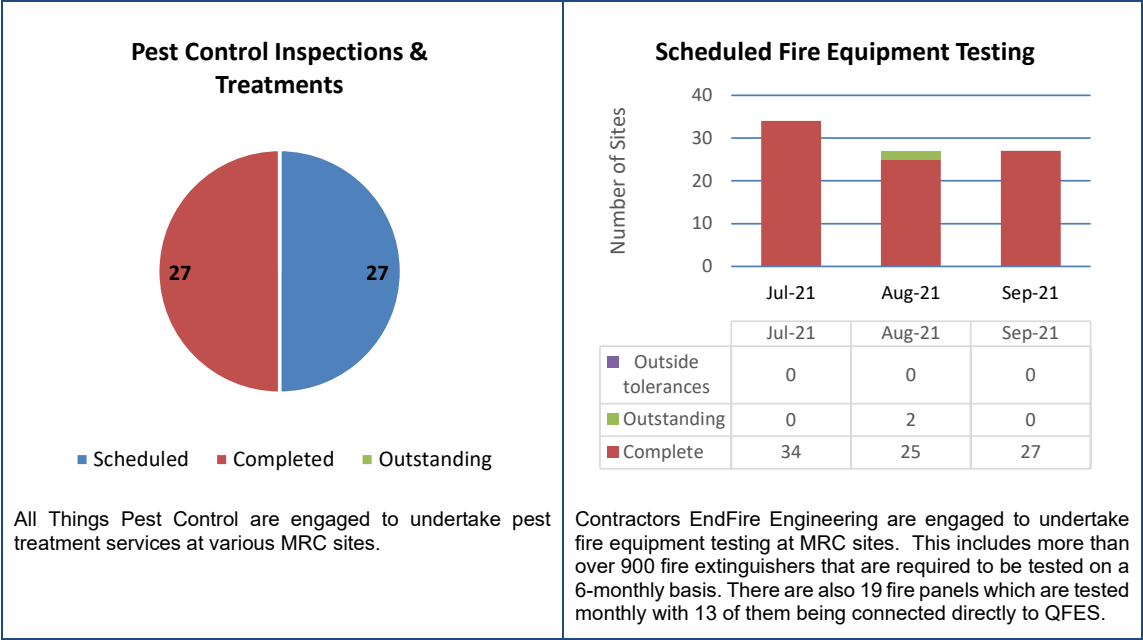 Pest Control Inspections &
Treatments
27
27
Scheduled Completed Outstanding
All Things Pest Control are engaged to undertake pest
treatment services at various MRC sites.
Scheduled Fire Equipment Testing
Number of Sites
40
30
20
10
0
Jul-21 Aug-21 Sep-21
Jul-21 Aug-21 Sep-21
Outside
tolerances 0 0 0
Outstanding 0 2 0
Complete 34 25 27
Contractors EndFire Engineering are engaged to undertake
fire equipment testing at MRC sites. This includes more than
over 900 fire extinguishers that are required to be tested on a
6-monthly basis. There are also 19 fire panels which are tested
monthly with 13 of them being connected directly to QFES.